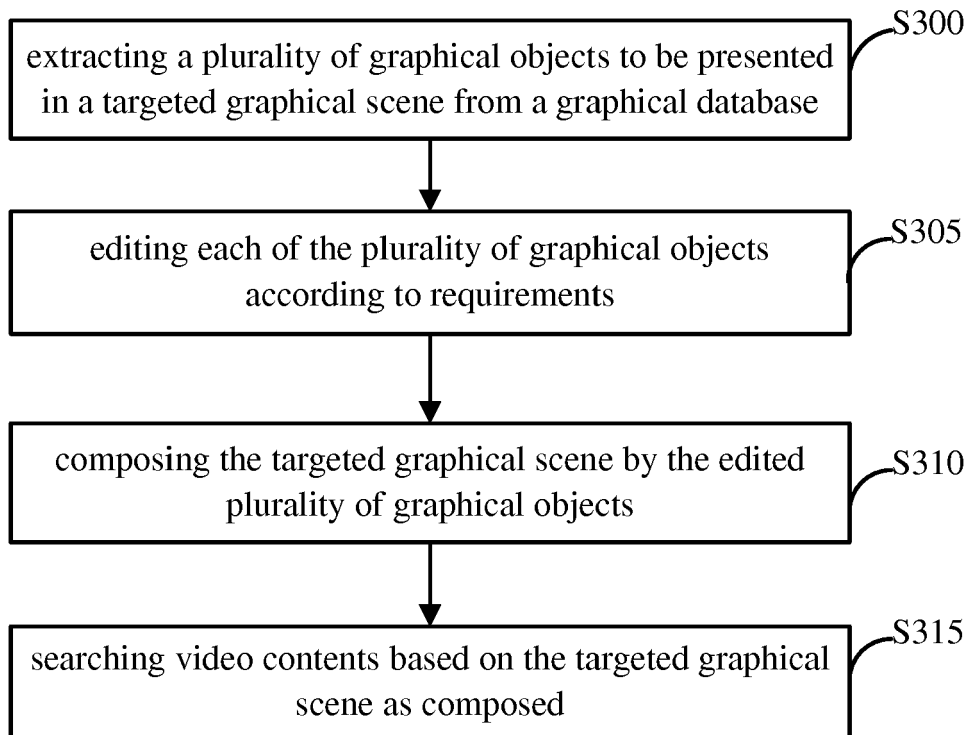 S300
extracting a plurality of graphical objects to be presented
in a targeted graphical scene from a graphical database
S305
editing each of the plurality of graphical objects
according to requirements
S310
composing the targeted graphical scene by the edited
plurality of graphical objects
S315
searching video contents based on the targeted graphical
scene as composed